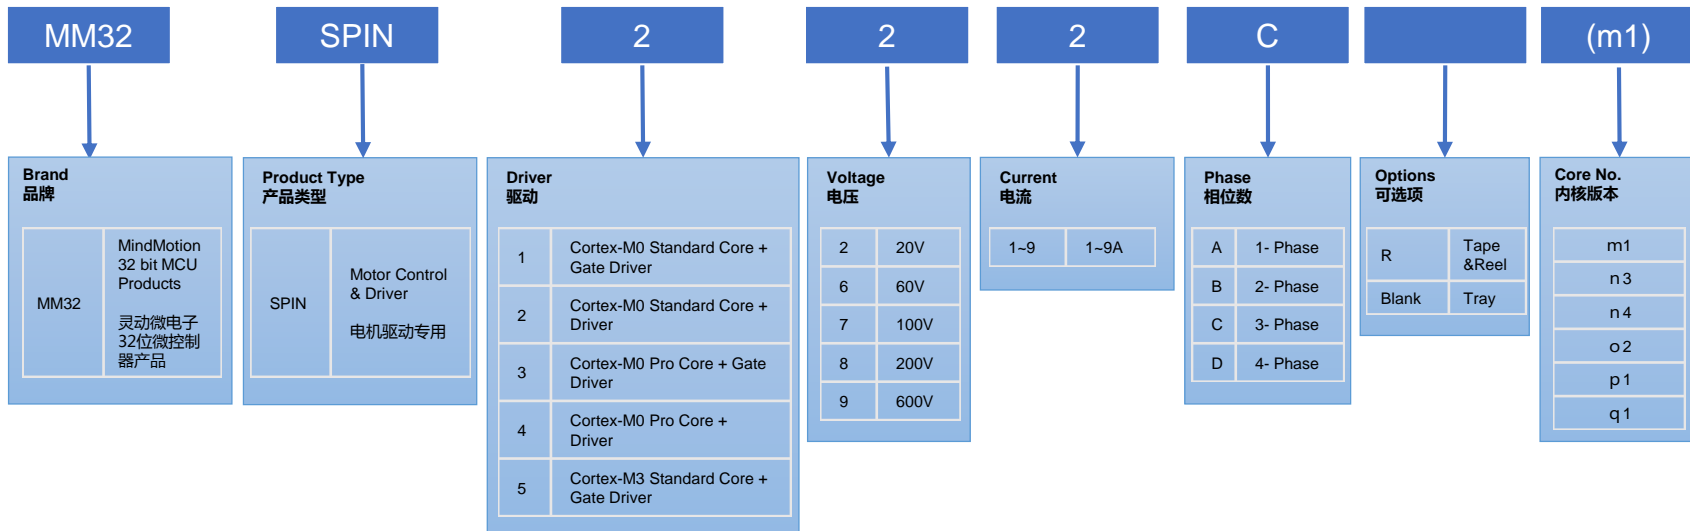 MM32
SPIN
2
2
2
C
(m1)
Brand
品牌
MM32
MindMotion
32 bit MCU
Products
灵动微电子
32位微控制
器产品
Product Type
产品类型
SPIN
Motor Control
& Driver
电机驱动专用
Driver
驱动
1
Cortex-M0 Standard Core +
Gate Driver
2
Cortex-M0 Standard Core +
Driver
3
Cortex-M0 Pro Core + Gate
Driver
4
Cortex-M0 Pro Core +
Driver
5
Cortex-M3 Standard Core +
Gate Driver
Voltage
电压
2 20V
6 60V
7 100V
8 200V
9 600V
Current
电流
1~9 1~9A
Phase
相位数
A 1- Phase
B 2- Phase
C 3- Phase
D 4- Phase
Options
可选项
R
Tape
&Reel
Blank Tray
Core No.
内核版本
m1
n3
n4
o2
p1
q1